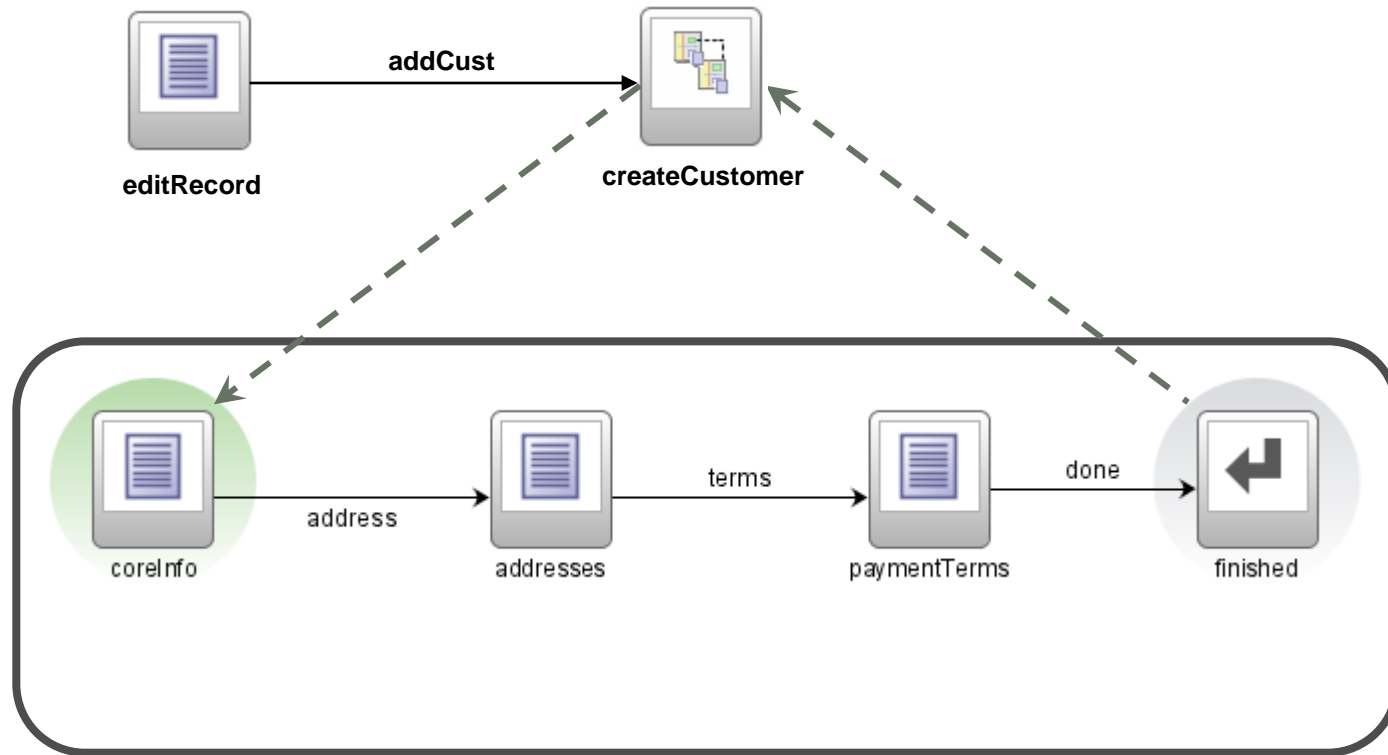 addCust
editRecord
createCustomer
address
terms
done
coreInfo
addresses
paymentTerms
finished